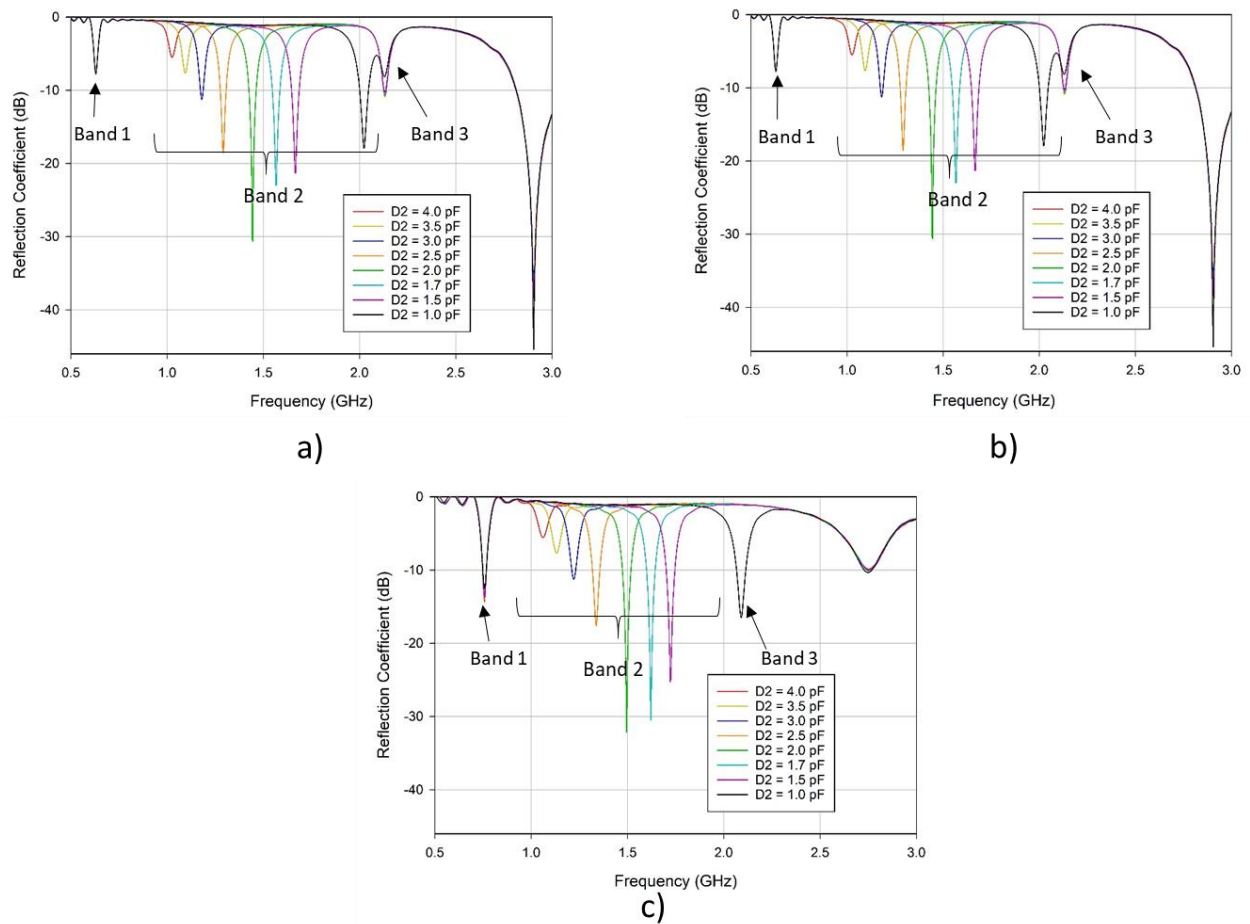 0
-10
-20
-30
-40
Reflection Coefficient (dB)
Band 1
Band 2
Band 3
D2 = 4.0 pF
D2 = 3.5 pF
D2 = 3.0 pF
D2 = 2.5 pF
D2 = 2.0 pF
D2 = 1.7 pF
D2 = 1.5 pF
D2 = 1.0 pF
0.5 1.0 1.5 2.0 2.5 3.0
Frequency (GHz)
a)
0
-10
-20
-30
-40
Reflection Coefficient (dB)
Band 1
Band 2
Band 3
D2 = 4.0 pF
D2 = 3.5 pF
D2 = 3.0 pF
D2 = 2.5 pF
D2 = 2.0 pF
D2 = 1.7 pF
D2 = 1.5 pF
D2 = 1.0 pF
0.5 1.0 1.5 2.0 2.5 3.0
Frequency (GHz)
b)
0
-10
-20
-30
-40
Reflection Coefficient (dB)
Band 1
Band 2
Band 3
D2 = 4.0 pF
D2 = 3.5 pF
D2 = 3.0 pF
D2 = 2.5 pF
D2 = 2.0 pF
D2 = 1.7 pF
D2 = 1.5 pF
D2 = 1.0 pF
0.5 1.0 1.5 2.0 2.5 3.0
Frequency (GHz)
c)